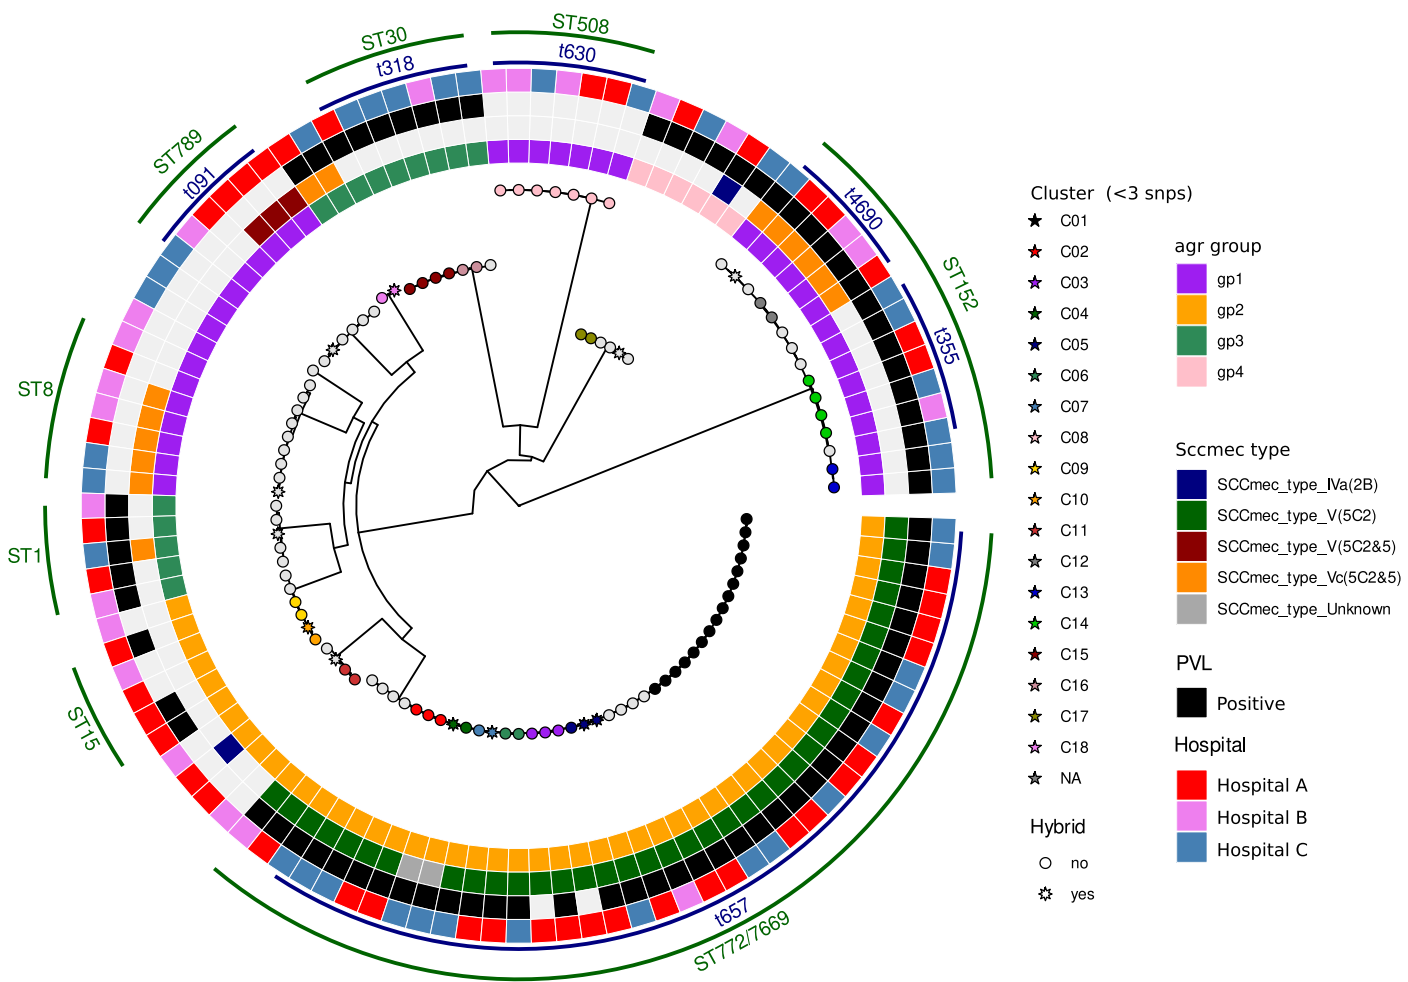 ST508
ST30
t630
t318
ST789
t091
t4690
ST152
t355
ST8
ST1
ST15
t657
ST772/7669
Cluster (<3 snps)
C01
C02
C03
C04
C05
C06
C07
C08
C09
C10
C11
C12
C13
C14
C15
C16
C17
C18
NA
Hybrid
no
yes
agr group
gp1
gp2
gp3
gp4
Sccmec type
SCCmec_type_IVa(2B)
SCCmec_type_V(5C2)
SCCmec_type_V(5C2&5)
SCCmec_type_Vc(5C2&5)
SCCmec_type_Unknown
PVL
Positive
Hospital
Hospital A
Hospital B
Hospital C